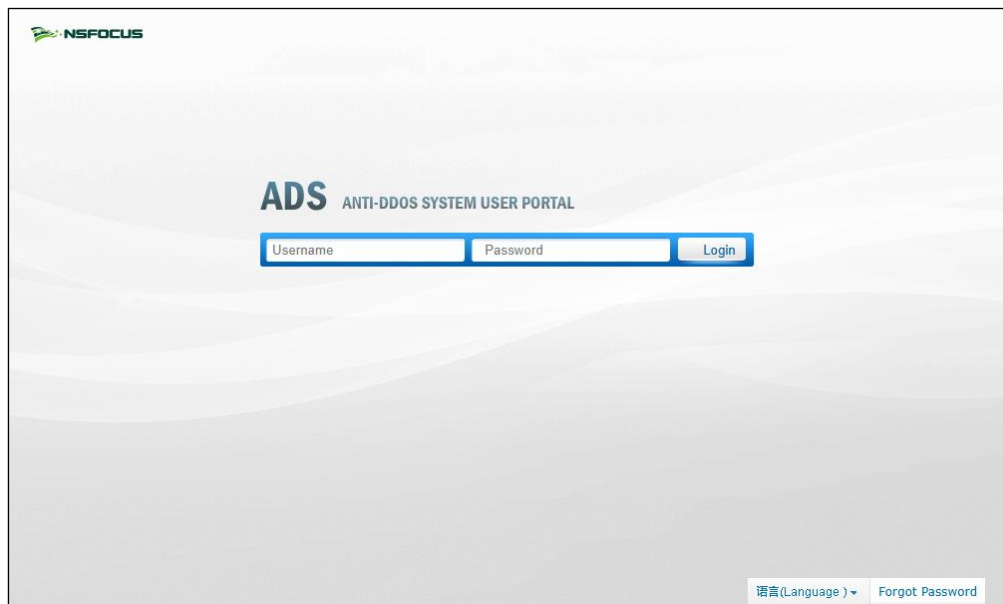 NSFOCUS
ADS ANTI-DDOS SYSTEM USER PORTAL
Username Password Login
语言(Language ) Forgot Password